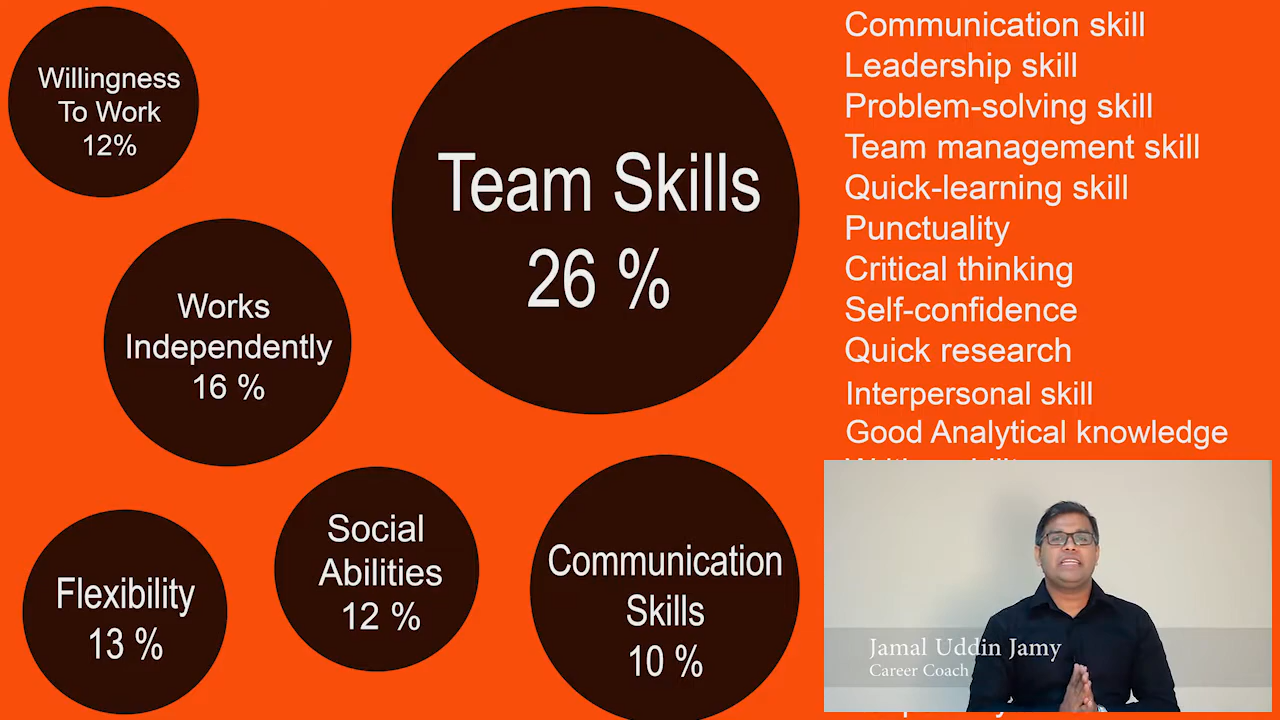 Willingness
To Work
12%
Team Skills
26 %
Works
Independently
16 %
Flexibility
13 %
Social
Abilities
12 %
Communication
Skills
10 %
Communication skill
Leadership skill
Problem-solving skill
Team management skill
Quick-learning skill
Punctuality
Critical thinking
Self-confidence
Quick research
Interpersonal skill
Good Analytical knowledge
Jamal Uddin Jamy
Career Coach